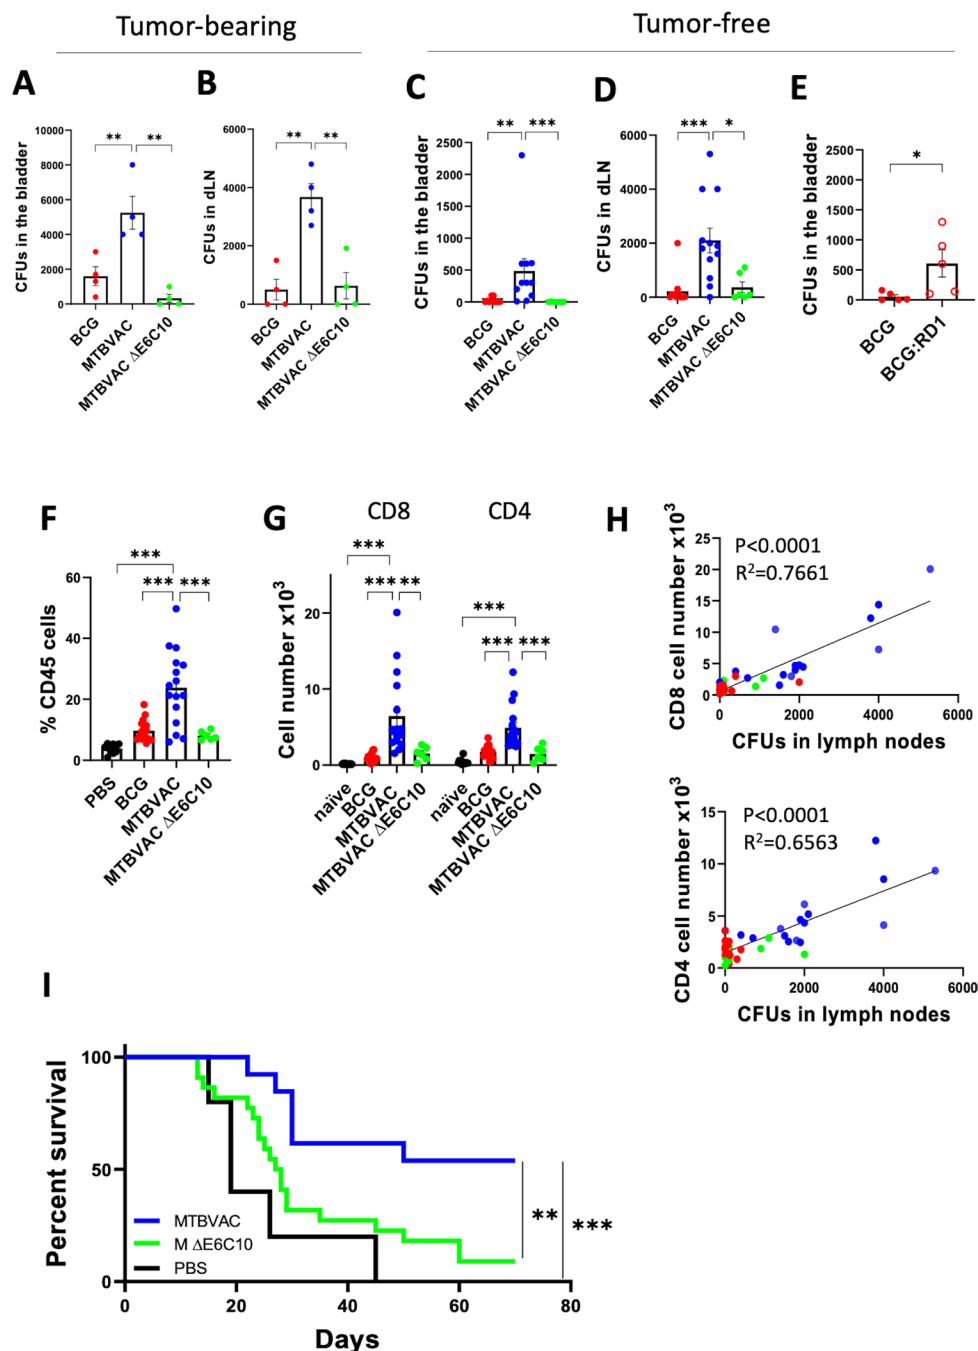 Tumor-bearing
Tumor-free
A
CFUs in the bladder
10000
8000
6000
4000
2000
0
** **
BCG
MTBVAC
MTBVAC ΔE6C10
B
CFUs in dLN
6000
4000
2000
0
** **
BCG
MTBVAC
MTBVAC ΔE6C10
C
CFUs in the bladder
2500
2000
1500
1000
500
0
** ***
BCG
MTBVAC
MTBVAC ΔE6C10
D
CFUs in dLN
6000
4000
2000
0
*** *
BCG
MTBVAC
MTBVAC ΔE6C10
E
CFUs in the bladder
2500
2000
1500
1000
500
0
*
BCG
BCG:RD1
F
% CD45 cells
60
40
20
0
***
*** ***
PBS
BCG
MTBVAC
MTBVAC ΔE6C10
G
CD8
CD4
Cell number x10³
20
10
0
***
*** **
***
*** ***
naïve
BCG
MTBVAC
MTBVAC ΔE6C10
naïve
BCG
MTBVAC
MTBVAC ΔE6C10
H
CD8 cell number x10³
25
20
15
10
5
0
P<0.0001
R²=0.7661
0 2000 4000 6000
CFUs in lymph nodes
CD4 cell number x10³
15
10
5
0
P<0.0001
R²=0.6563
0 2000 4000 6000
CFUs in lymph nodes
I
Percent survival
100
50
0
MTBVAC
M ΔE6C10
PBS
**
***
0 20 40 60 80
Days